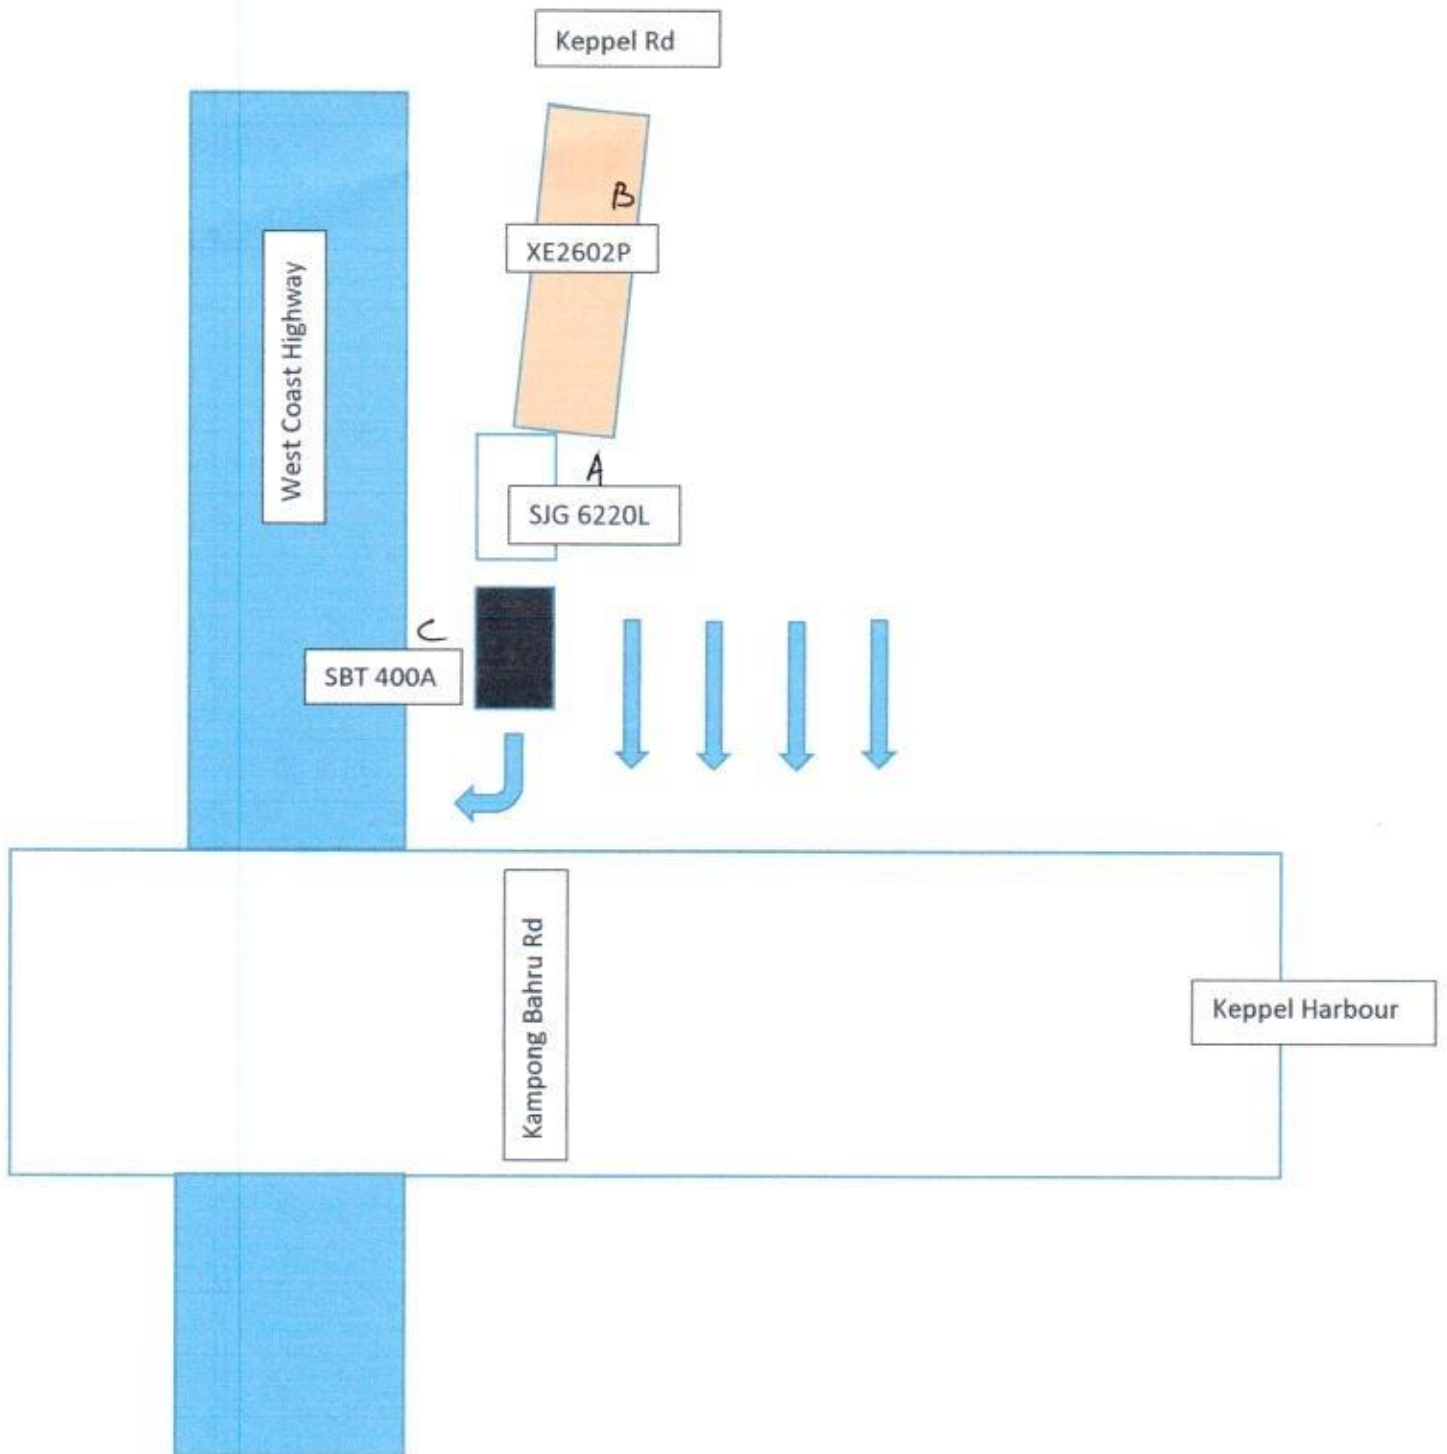 Keppel Rd
B
XE2602P
West Coast Highway
A
SJG 6220L
C
SBT 400A
Kampong Bahru Rd
Keppel Harbour